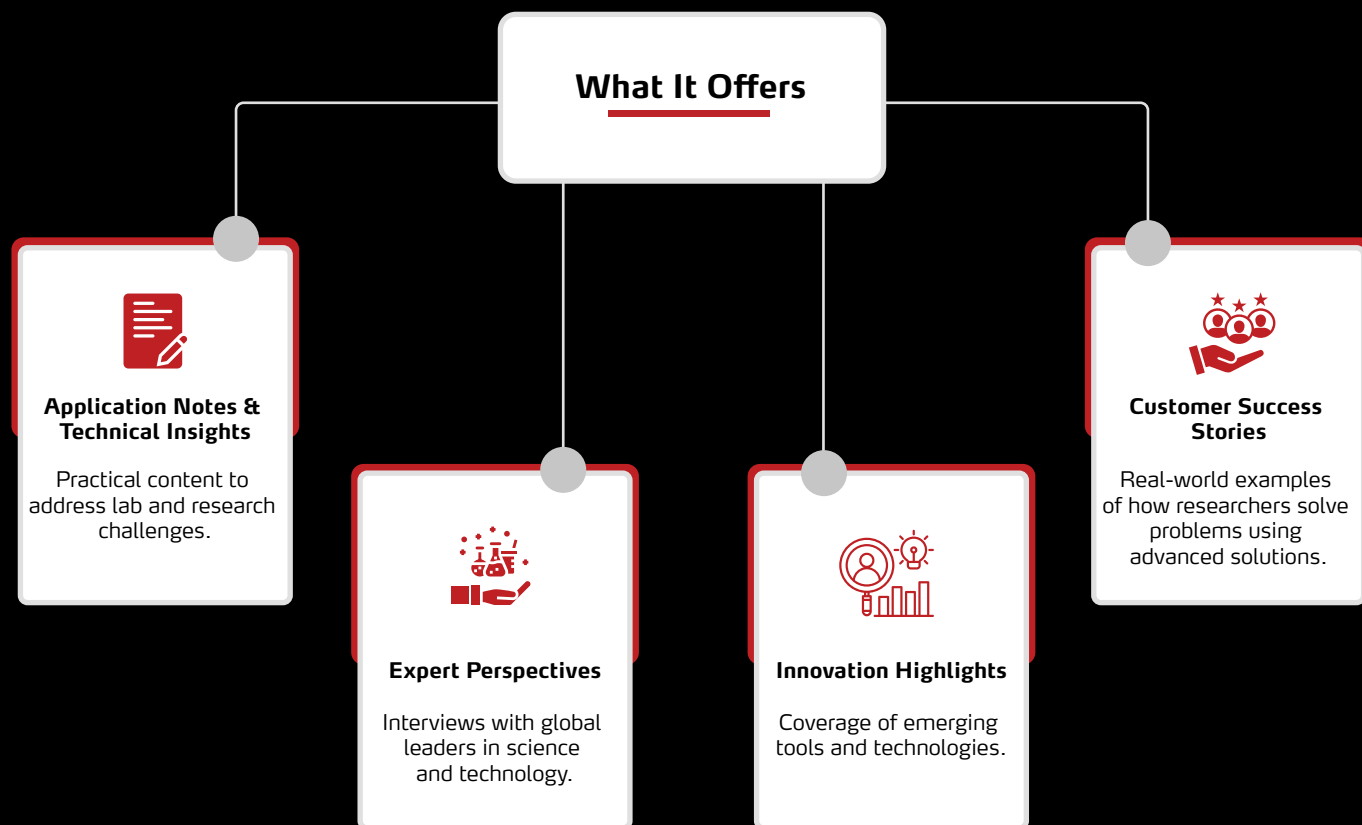 What It Offers
Application Notes &
Technical Insights
Practical content to
address lab and research
challenges.
Expert Perspectives
Interviews with global
leaders in science
and technology.
Innovation Highlights
Coverage of emerging
tools and technologies.
Customer Success
Stories
Real-world examples
of how researchers solve
problems using
advanced solutions.